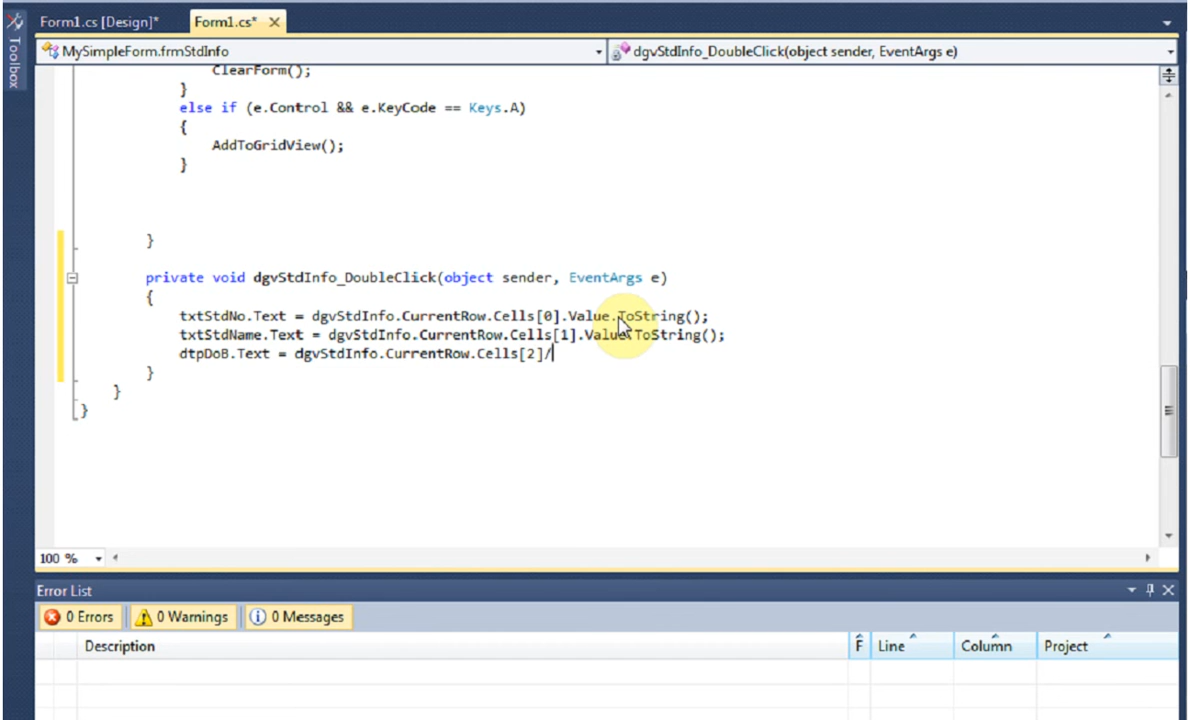 Form1.cs [Design]* Form1.cs*
Toolbox
MySimpleForm.frmStdInfo dgvStdInfo_DoubleClick(object sender, EventArgs e)
ClearForm();
}
else if (e.Control && e.KeyCode == Keys.A)
{
AddToGridView();
}
}
private void dgvStdInfo_DoubleClick(object sender, EventArgs e)
{
txtStdNo.Text = dgvStdInfo.CurrentRow.Cells[0].Value.ToString();
txtStdName.Text = dgvStdInfo.CurrentRow.Cells[1].Value.ToString();
dtpDoB.Text = dgvStdInfo.CurrentRow.Cells[2]/
}
}
}
100 %
Error List
0 Errors 0 Warnings 0 Messages
Description F Line Column Project